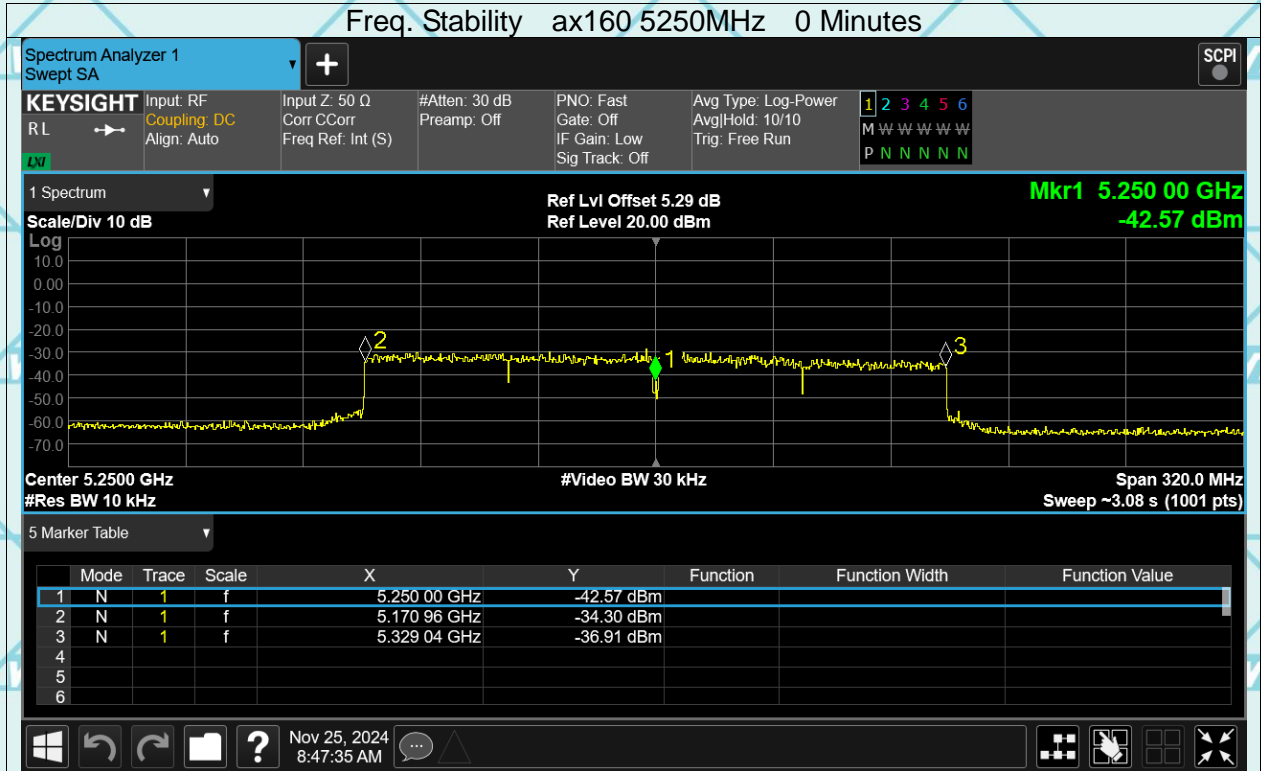 Freq. Stability ax160 5250MHz 0 Minutes
Spectrum Analyzer 1
Swept SA
SCPI
KEYSIGHT
RL
LXI
Input: RF
Coupling: DC
Align: Auto
Input Z: 50 Ω
Corr CCorr
Freq Ref: Int (S)
#Atten: 30 dB
Preamp: Off
PNO: Fast
Gate: Off
IF Gain: Low
Sig Track: Off
Avg Type: Log-Power
Avg|Hold: 10/10
Trig: Free Run
1 2 3 4 5 6
M W W W W W
P N N N N N
1 Spectrum
Scale/Div 10 dB
Ref Lvl Offset 5.29 dB
Ref Level 20.00 dBm
Mkr1 5.250 00 GHz
-42.57 dBm
Log
10.0
0.00
-10.0
-20.0
-30.0
-40.0
-50.0
-60.0
-70.0
2
1
3
Center 5.2500 GHz
#Video BW 30 kHz
Span 320.0 MHz
#Res BW 10 kHz
Sweep ~3.08 s (1001 pts)
5 Marker Table
Mode Trace Scale X Y Function Function Width Function Value
1 N 1 f 5.250 00 GHz -42.57 dBm
2 N 1 f 5.170 96 GHz -34.30 dBm
3 N 1 f 5.329 04 GHz -36.91 dBm
4
5
6
?
Nov 25, 2024
8:47:35 AM